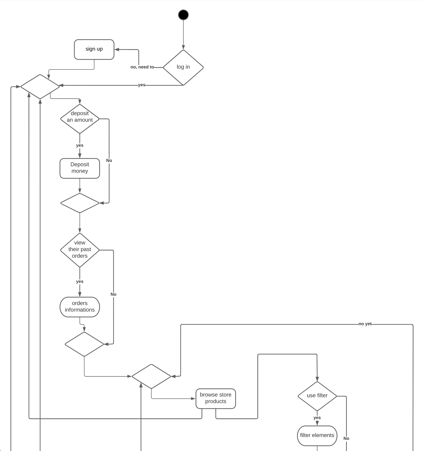 sign up
no, need to
log in
yes
deposit
an amount
yes
No
Deposit
money
view
their past
orders
yes
No
orders
informations
no yet
browse store
products
use filter
yes
filter elements
No